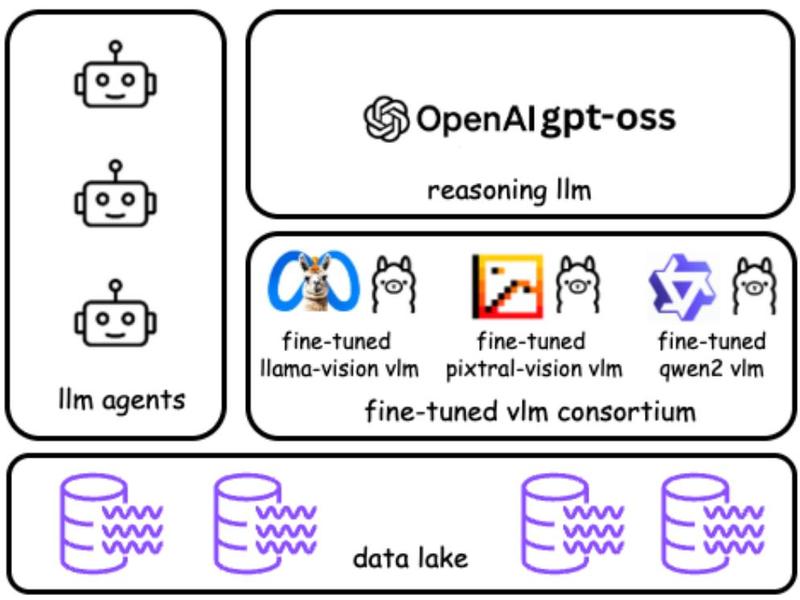 llm agents
OpenAI gpt-oss
reasoning llm
fine-tuned
llama-vision vlm
fine-tuned
pixtral-vision vlm
fine-tuned
qwen2 vlm
fine-tuned vlm consortium
data lake